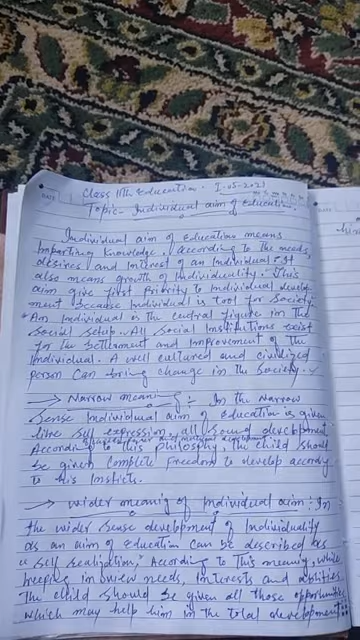 Class 11th Education. 1-05-2023
Topic- Individual aim of Education.
Individual aim of Education means
Imparting knowledge, according to the needs,
desires and Interest of an Individual. It
also means growth of Individuality. This
aim give first Priority to Individual develop-
ment because Individual is tool for Society.
An Individual is the central figure in the
Social Setup. All Social Institutions exist
for the betterment and Improvement of the
Individual. A well cultured and civilized
person Can bring change in the Society.
→ Narrow meaning :- In the Narrow
Sense Individual aim of Education is given
like self expression, all Sound development
According to this philosophy, the child should
be given Complete freedom to develop accord
to his Instincts.
→ wider meaning of Individual aim: In
the wider Sense development of Individuality
as an aim of Education Can be described as
" Self Realization, According to This meaning, while
keeping in view needs, Interests and abilities
The child should be given all those opportunities
which may help him in the total development